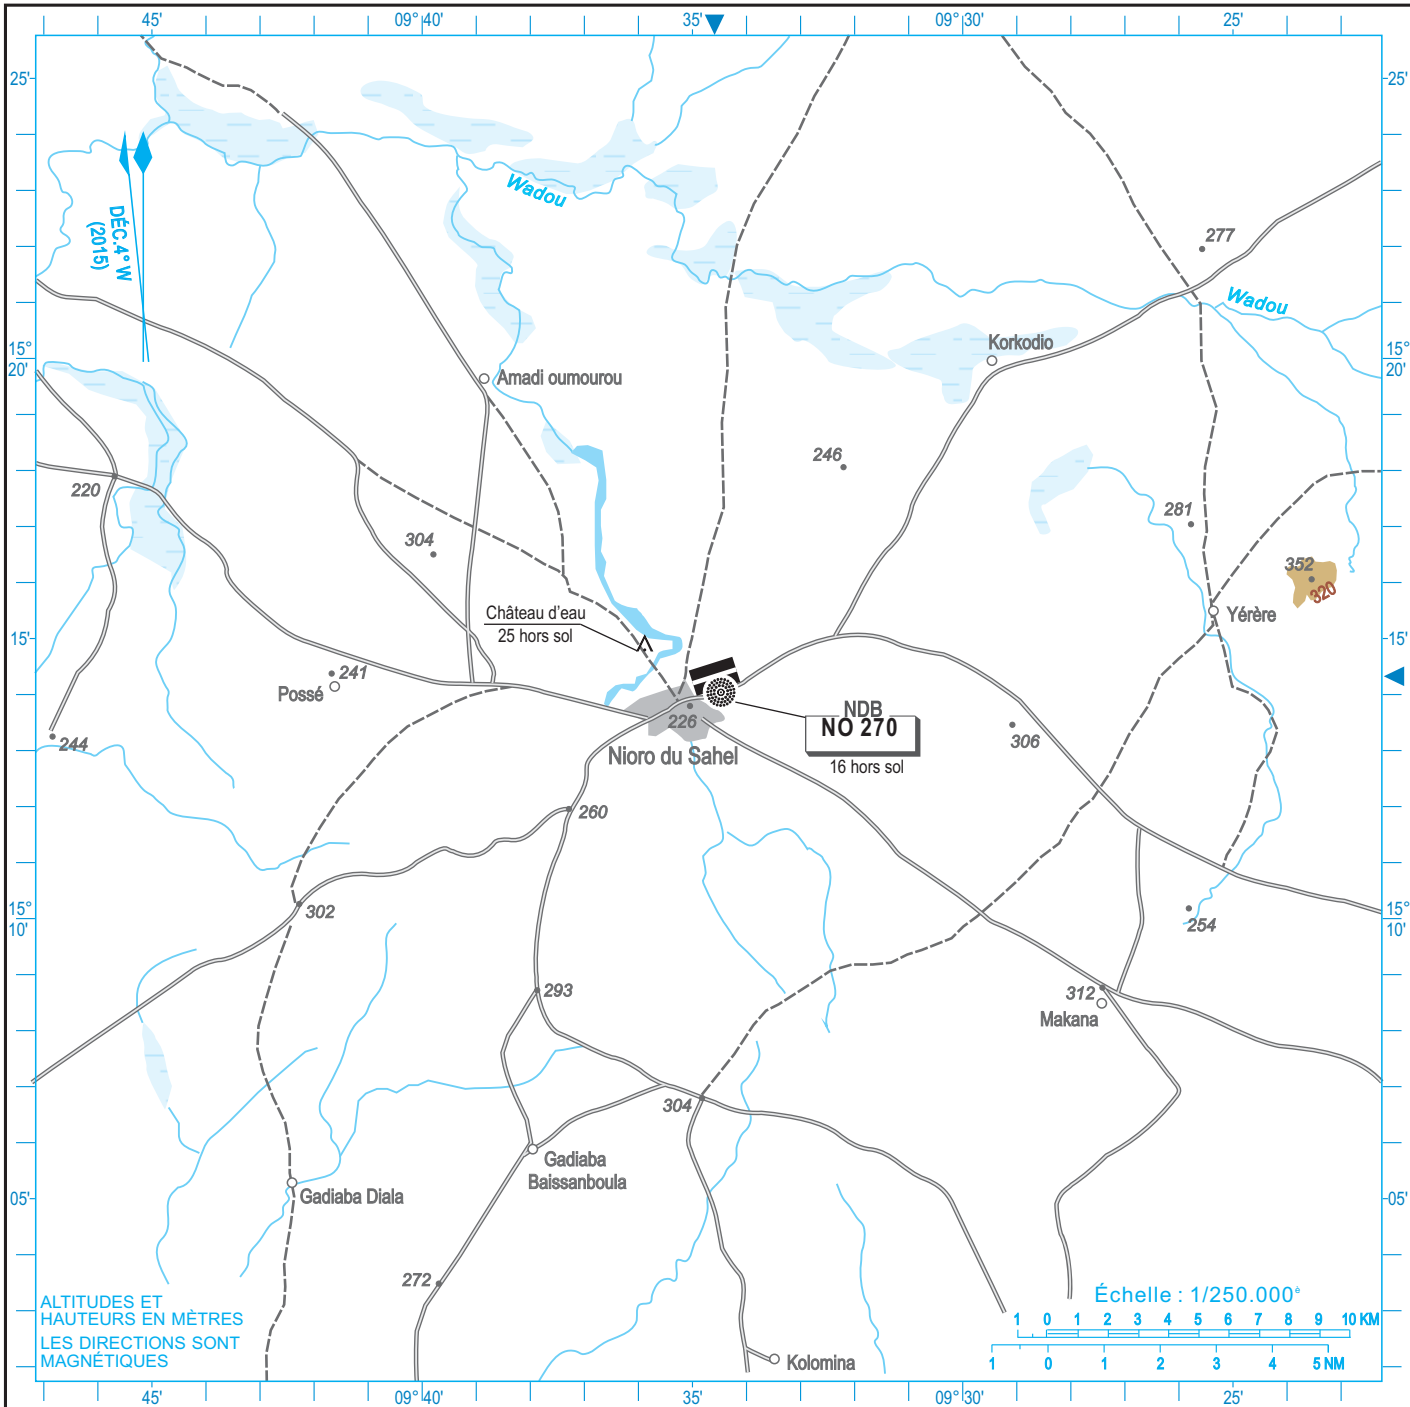 45'
09° 40'
35'
09° 30'
25'
25'
25'
DÉC.4° W
(2015)
Wadou
277
Wadou
15°
20'
Korkodio
15°
20'
Amadi oumourou
246
220
281
304
352
320
Château d'eau
25 hors sol
15'
Yérère
15'
241
Possé
226
NDB
NO 270
16 hors sol
306
244
Nioro du Sahel
260
302
15°
10'
254
15°
10'
293
312
Makana
304
Gadiaba
Baissanboula
05'
Gadiaba Diala
05'
272
ALTITUDES ET
HAUTEURS EN MÈTRES
LES DIRECTIONS SONT
MAGNÉTIQUES
Échelle : 1/250.000è
1 0 1 2 3 4 5 6 7 8 9 10 KM
1 0 1 2 3 4 5 NM
Kolomina
45'
09° 40'
35'
09° 30'
25'